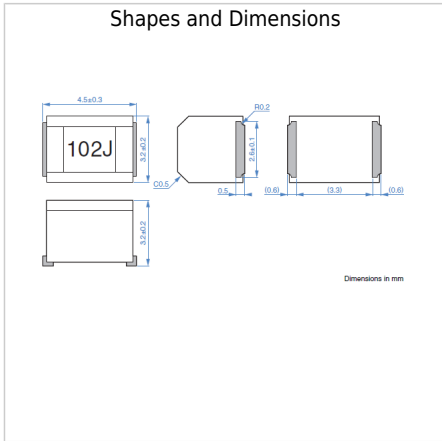 Shapes and Dimensions
4.5±0.3
102J
3.2±0.2
R0.2
2.6±0.1
C0.5
0.5
(0.6)
(3.3)
(0.6)
3.2±0.2
Dimensions in mm